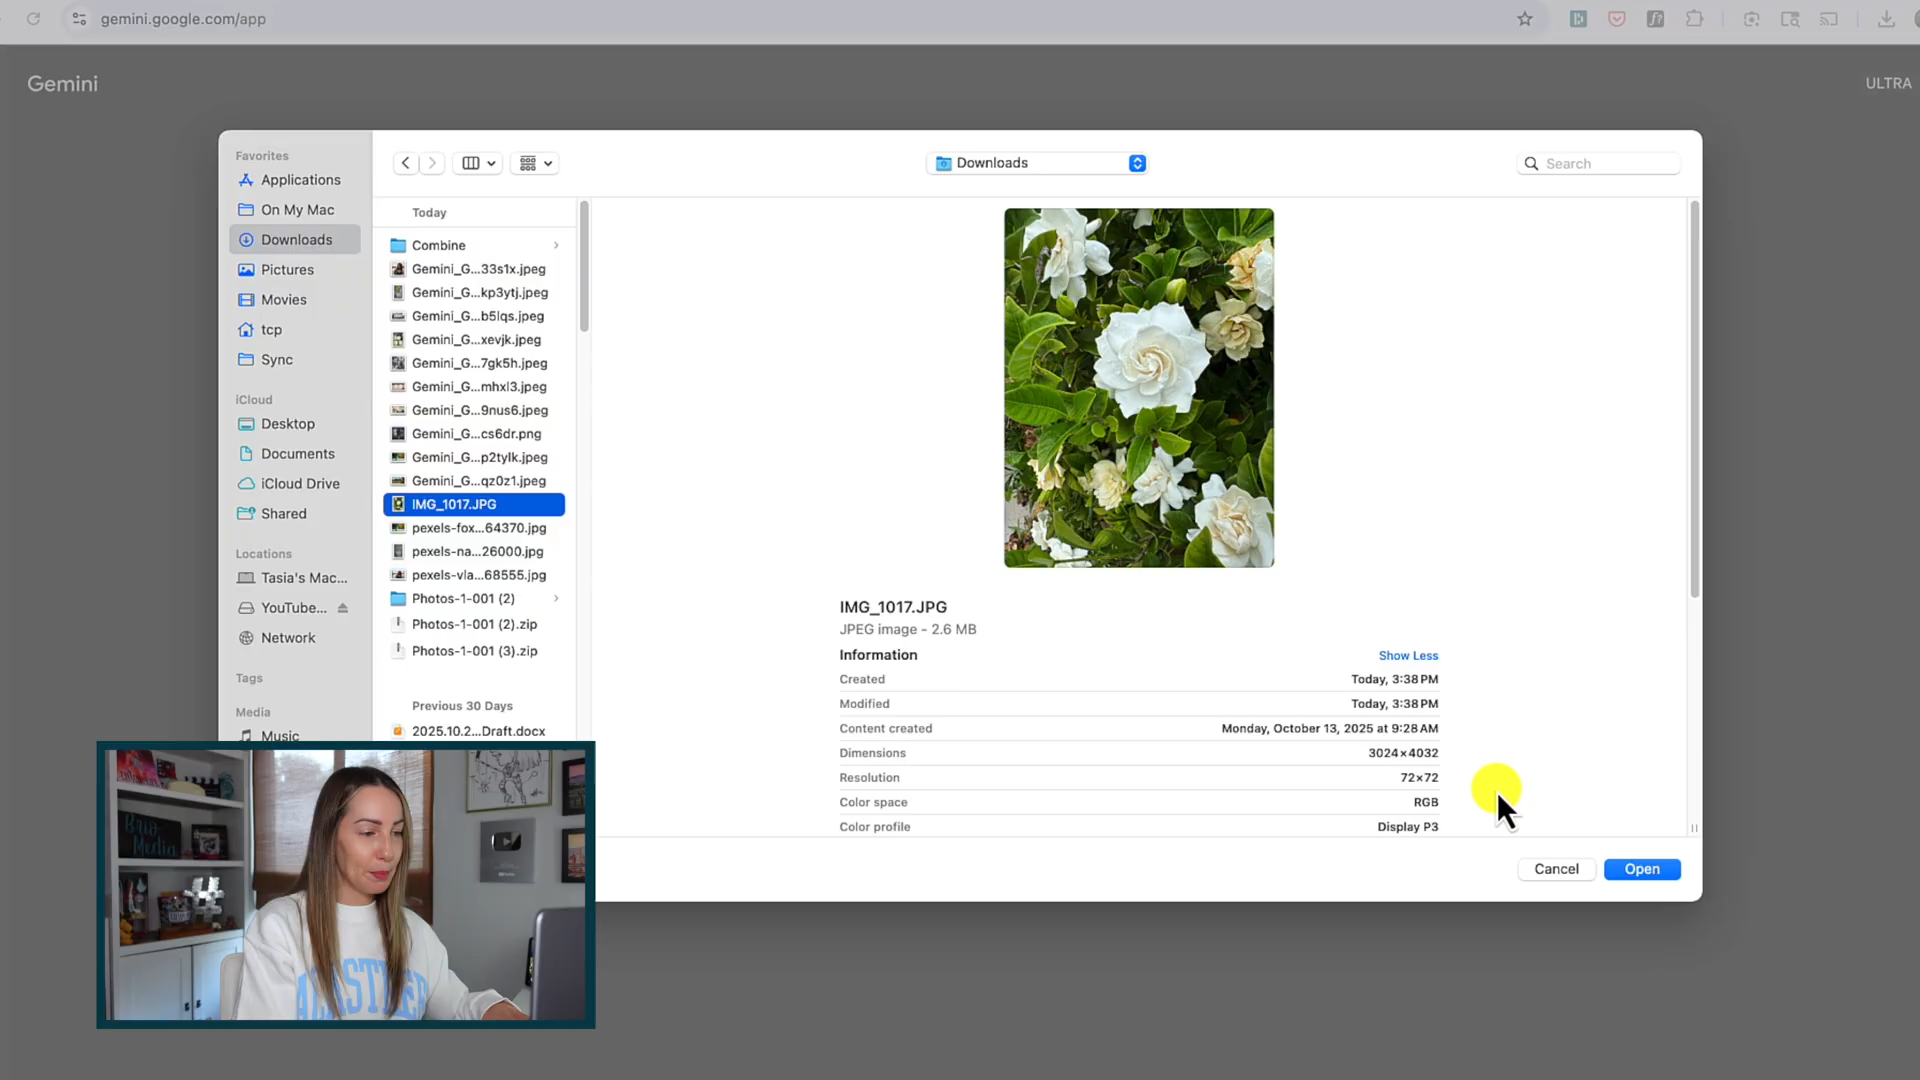 gemini.google.com/app
Gemini
ULTRA
Favorites
Applications
On My Mac
Downloads
Pictures
Movies
tcp
Sync
iCloud
Desktop
Documents
iCloud Drive
Shared
Locations
Tasia's Mac...
YouTube...
Network
Tags
Media
Music
Downloads
Search
Today
Combine
Gemini_G...33s1x.jpeg
Gemini_G...kp3ytj.jpeg
Gemini_G...b5lqs.jpeg
Gemini_G...xevjk.jpeg
Gemini_G...7gk5h.jpeg
Gemini_G...mhxl3.jpeg
Gemini_G...9nus6.jpeg
Gemini_G...cs6dr.png
Gemini_G...p2tylk.jpeg
Gemini_G...qz0z1.jpeg
IMG_1017.JPG
pexels-fox...64370.jpg
pexels-na...26000.jpg
pexels-vla...68555.jpg
Photos-1-001 (2)
Photos-1-001 (2).zip
Photos-1-001 (3).zip
Previous 30 Days
2025.10.2...Draft.docx
IMG_1017.JPG
JPEG image - 2.6 MB
Information Show Less
Created Today, 3:38 PM
Modified Today, 3:38 PM
Content created Monday, October 13, 2025 at 9:28 AM
Dimensions 3024×4032
Resolution 72×72
Color space RGB
Color profile Display P3
Cancel Open
Media